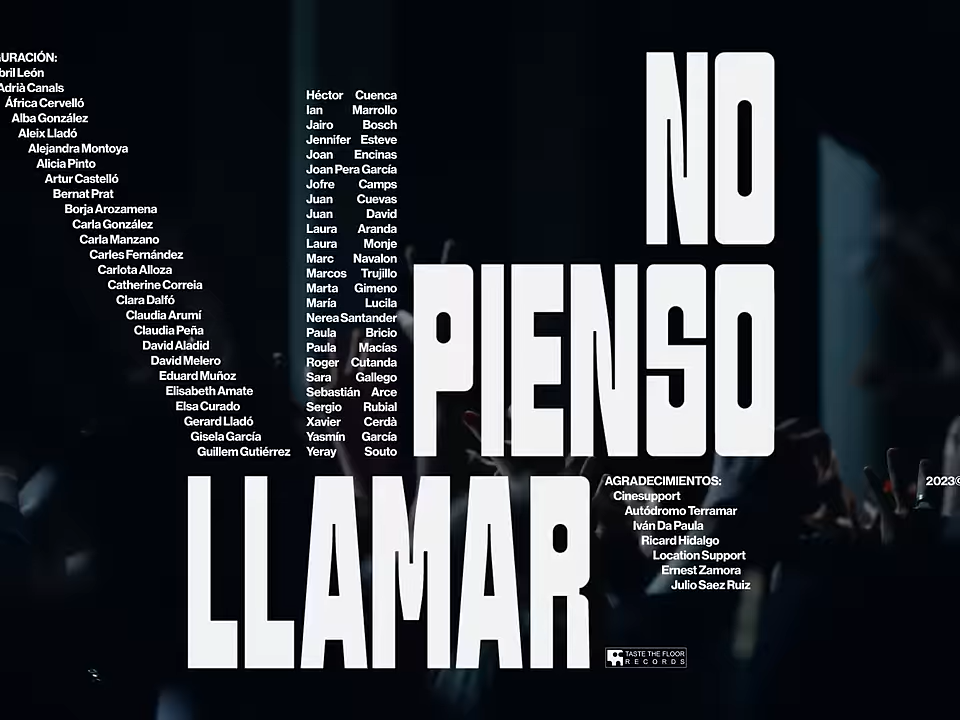 URACIÓN:
bril León
Adrià Canals
África Cervelló
Alba González
Aleix Lladó
Alejandra Montoya
Alicia Pinto
Artur Castelló
Bernat Prat
Borja Arozamena
Carla González
Carla Manzano
Carles Fernández
Carlota Alloza
Catherine Correia
Clara Dalfó
Claudia Arumí
Claudia Peña
David Aladid
David Melero
Eduard Muñoz
Elisabeth Amate
Elsa Curado
Gerard Lladó
Gisela García
Guillem Gutiérrez
Héctor Cuenca
Ian Marrollo
Jairo Bosch
Jennifer Esteve
Joan Encinas
Joan Pera García
Jofre Camps
Juan Cuevas
Juan David
Laura Aranda
Laura Monje
Marc Navalon
Marcos Trujillo
Marta Gimeno
María Lucila
Nerea Santander
Paula Bricio
Paula Macías
Roger Cutanda
Sara Gallego
Sebastián Arce
Sergio Rubial
Xavier Cerdà
Yasmín García
Yeray Souto
NO
PIENSO
LLAMAR
AGRADECIMIENTOS:
Cinesupport
Autódromo Terramar
Iván Da Paula
Ricard Hidalgo
Location Support
Ernest Zamora
Julio Saez Ruiz
2023©
TASTE THE FLOOR
RECORDS